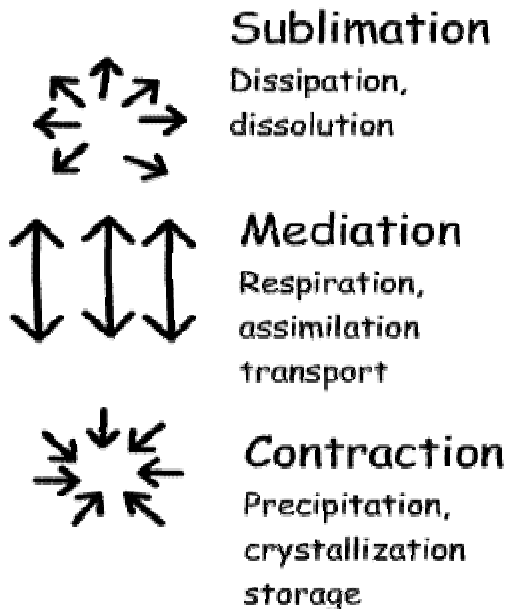 Sublimation
Dissipation,
dissolution
Mediation
Respiration,
assimilation
transport
Contraction
Precipitation,
crystallization
storage